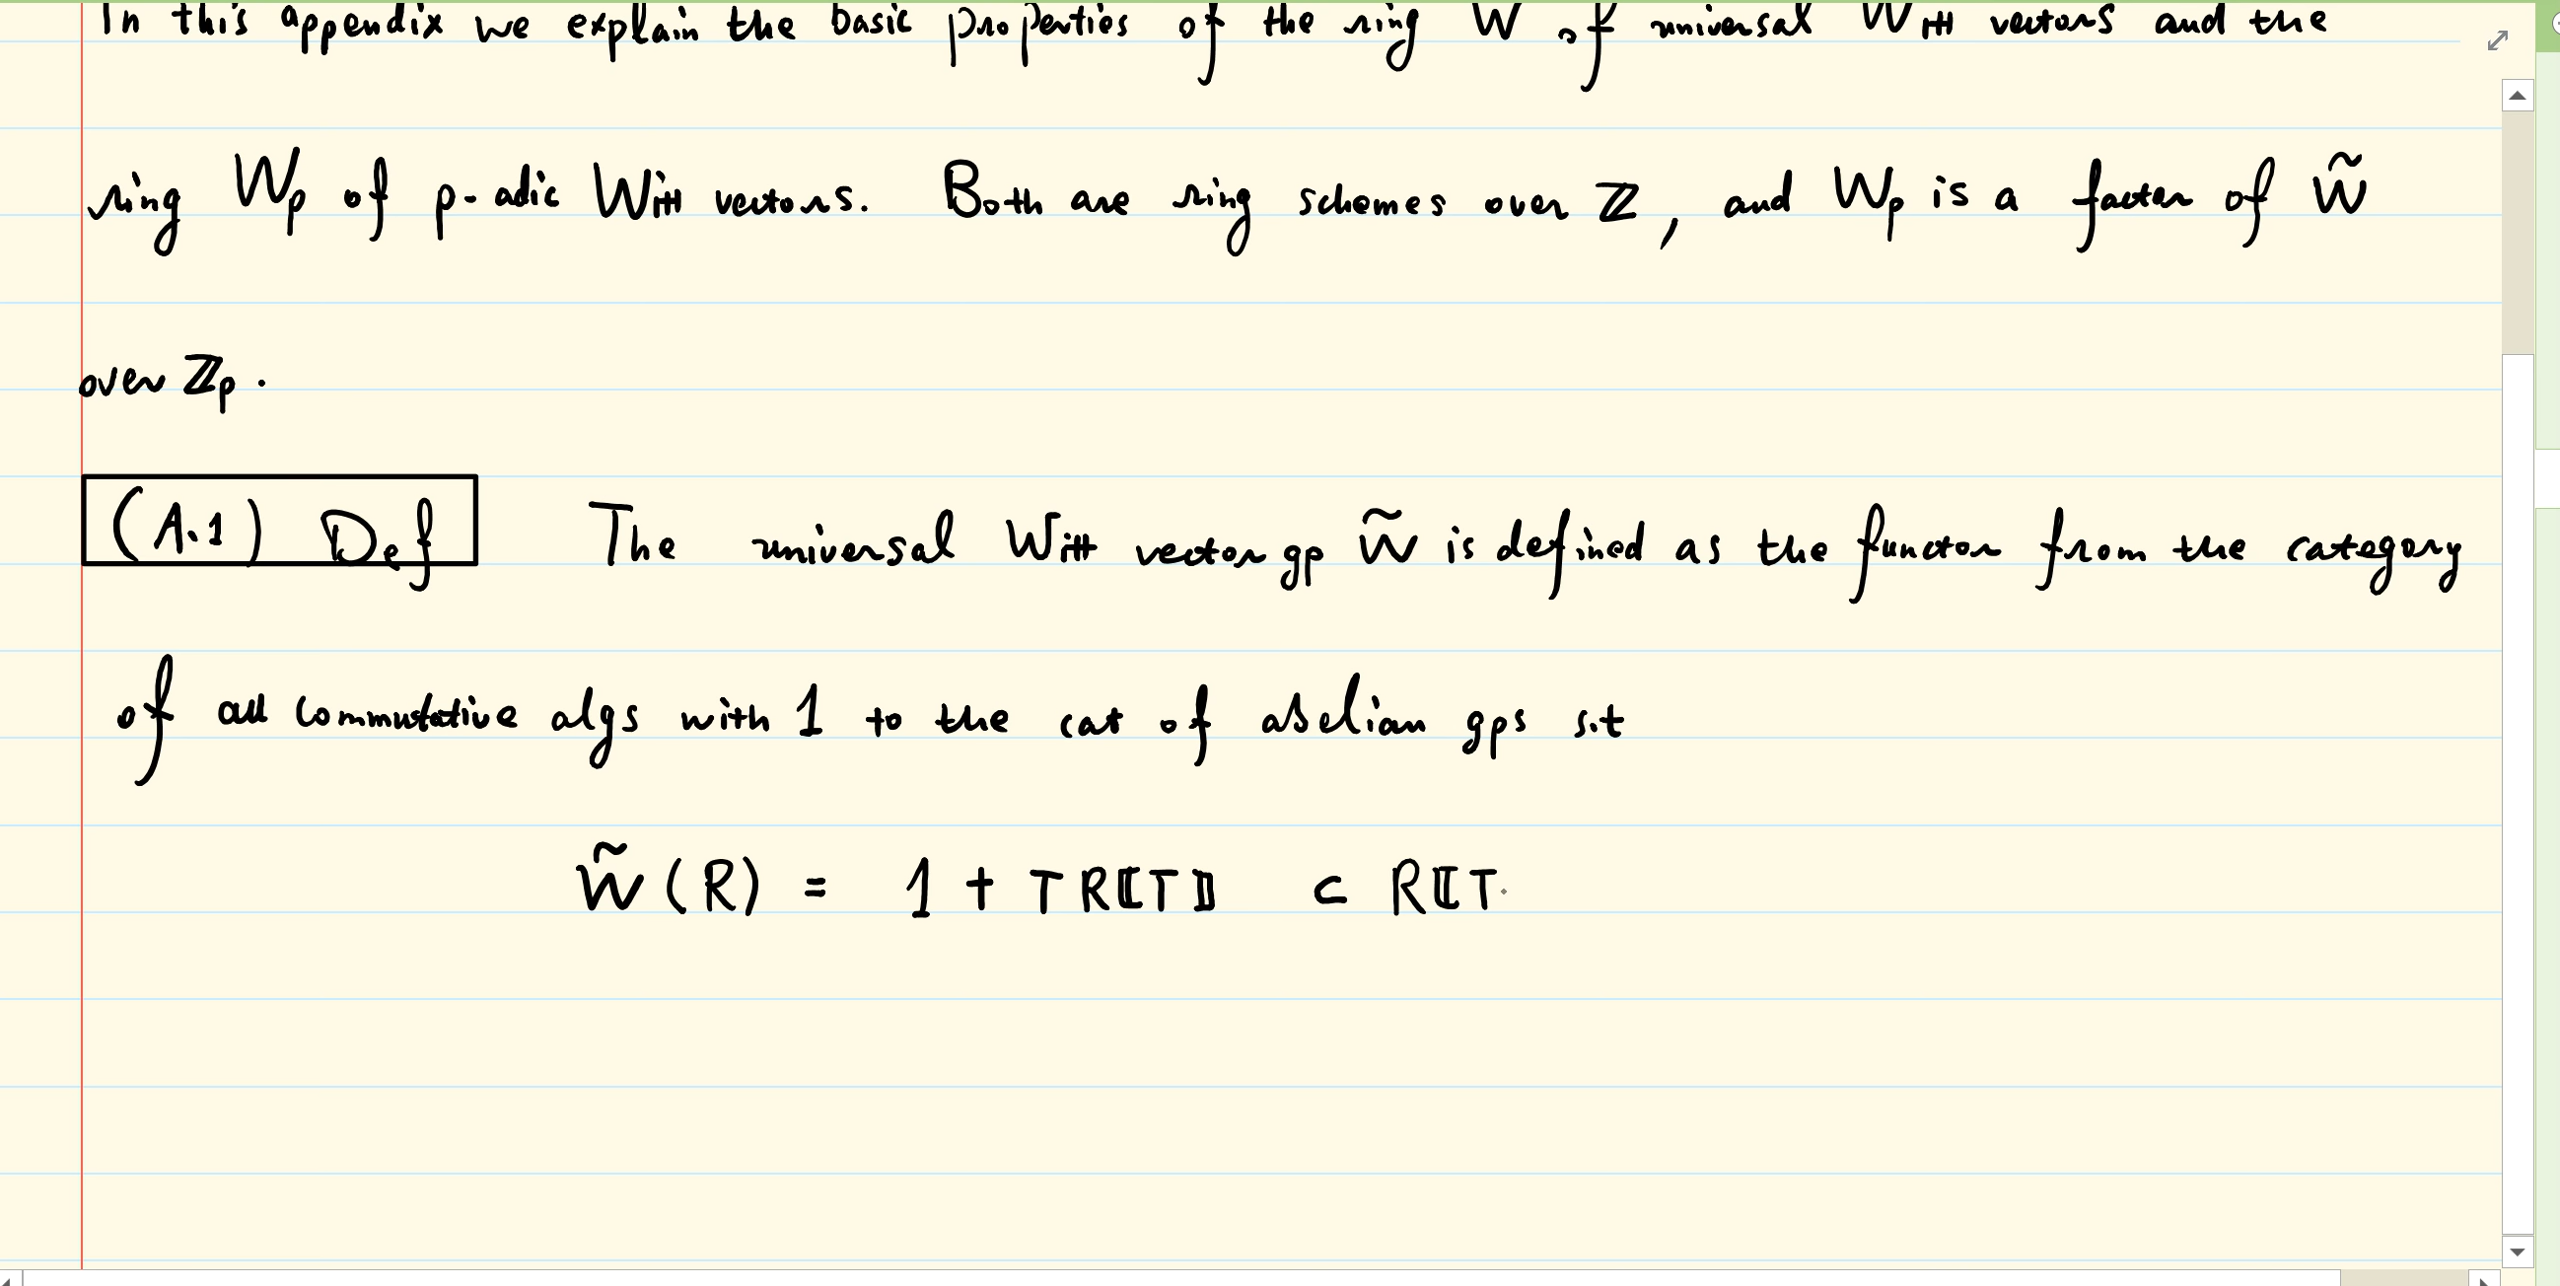 In this appendix we explain the basic properties of the ring W of universal Witt vectors and the
ring Wₚ of p-adic Witt vectors. Both are ring schemes over ℤ, and Wₚ is a factor of W̃
over ℤₚ.
(A.1) Def The universal Witt vector gp W̃ is defined as the functor from the category
of all commutative algs with 1 to the cat of abelian gps s.t
W̃(R) = 1 + TR⟦T⟧ ⊂ R⟦T